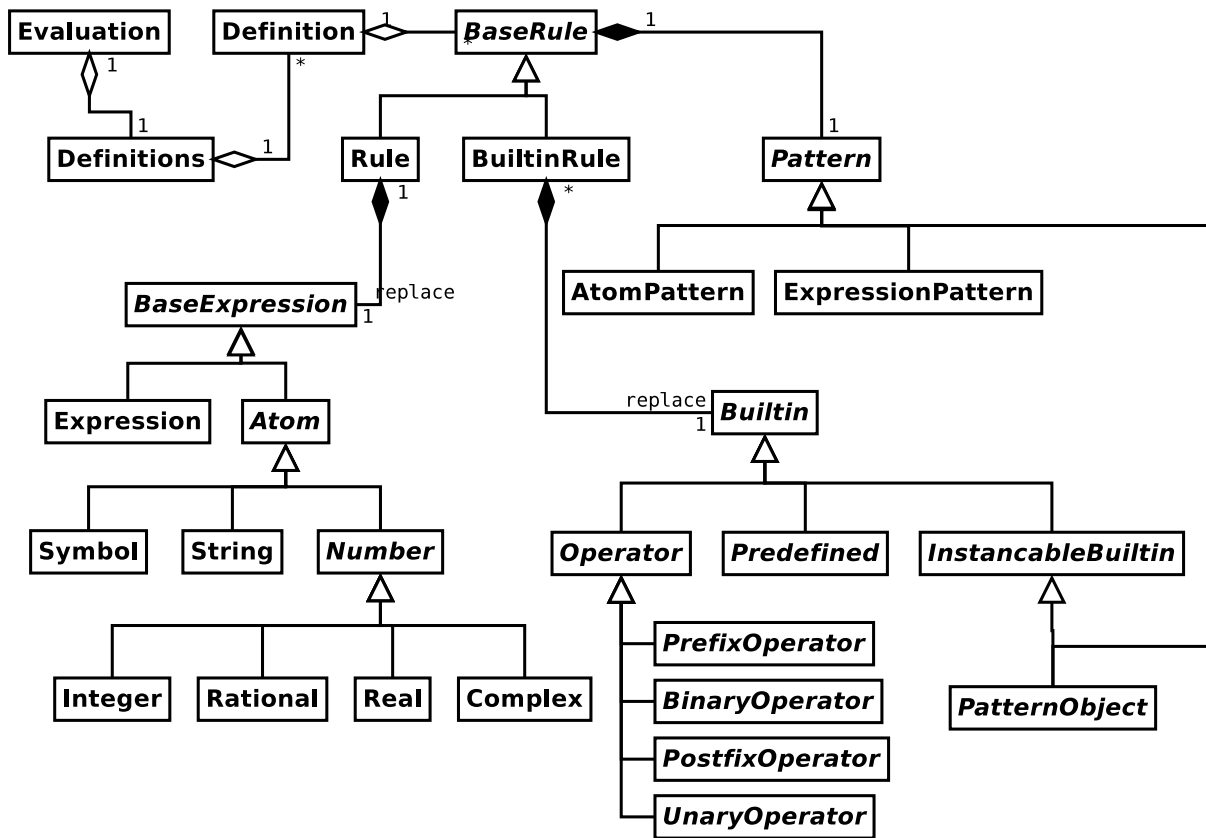 Evaluation
Definition
BaseRule
1
1
1
*
1
*
1
1
1
Definitions
Rule
BuiltinRule
Pattern
1
*
AtomPattern
ExpressionPattern
BaseExpression
replace
1
Expression
Atom
replace
1
Builtin
Symbol
String
Number
Operator
Predefined
InstancableBuiltin
PrefixOperator
Integer
Rational
Real
Complex
BinaryOperator
PatternObject
PostfixOperator
UnaryOperator